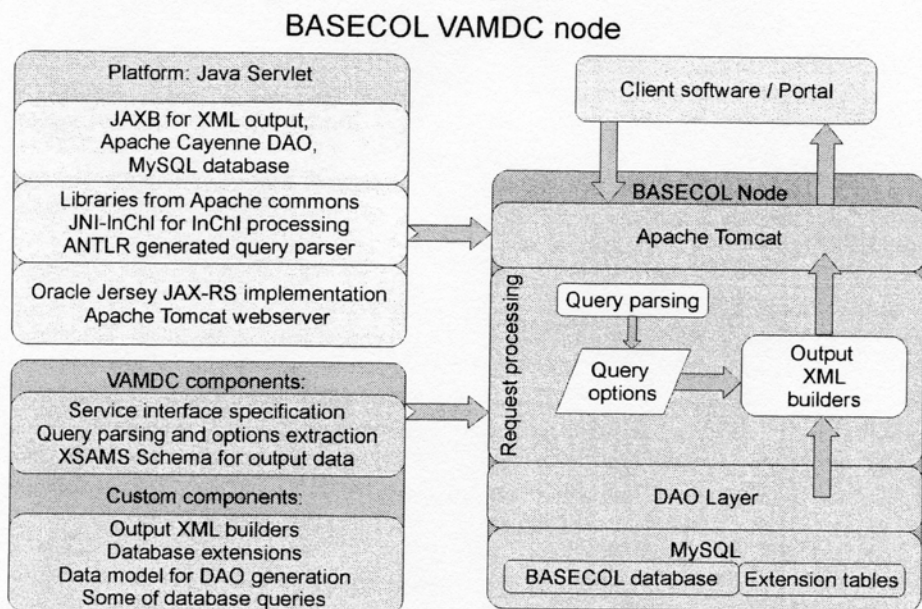 BASECOL VAMDC node
Platform: Java Servlet
JAXB for XML output,
Apache Cayenne DAO,
MySQL database
Libraries from Apache commons
JNI-InChI for InChI processing
ANTLR generated query parser
Oracle Jersey JAX-RS implementation
Apache Tomcat webserver
VAMDC components:
Service interface specification
Query parsing and options extraction
XSAMS Schema for output data
Custom components:
Output XML builders
Database extensions
Data model for DAO generation
Some of database queries
Client software / Portal
BASECOL Node
Apache Tomcat
Request processing
Query parsing
Query
options
Output
XML
builders
DAO Layer
MySQL
BASECOL database
Extension tables